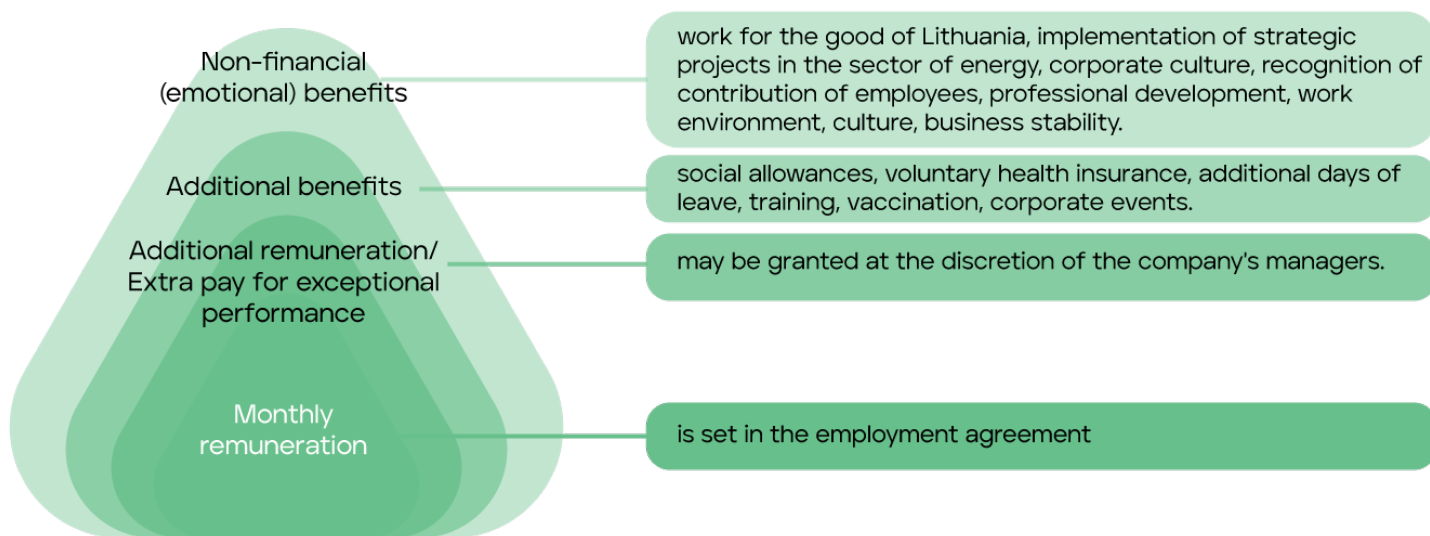 Non-financial
(emotional) benefits
work for the good of Lithuania, implementation of strategic
projects in the sector of energy, corporate culture, recognition of
contribution of employees, professional development, work
environment, culture, business stability.
Additional benefits
social allowances, voluntary health insurance, additional days of
leave, training, vaccination, corporate events.
Additional remuneration/
Extra pay for exceptional
performance
may be granted at the discretion of the company's managers.
Monthly
remuneration
is set in the employment agreement